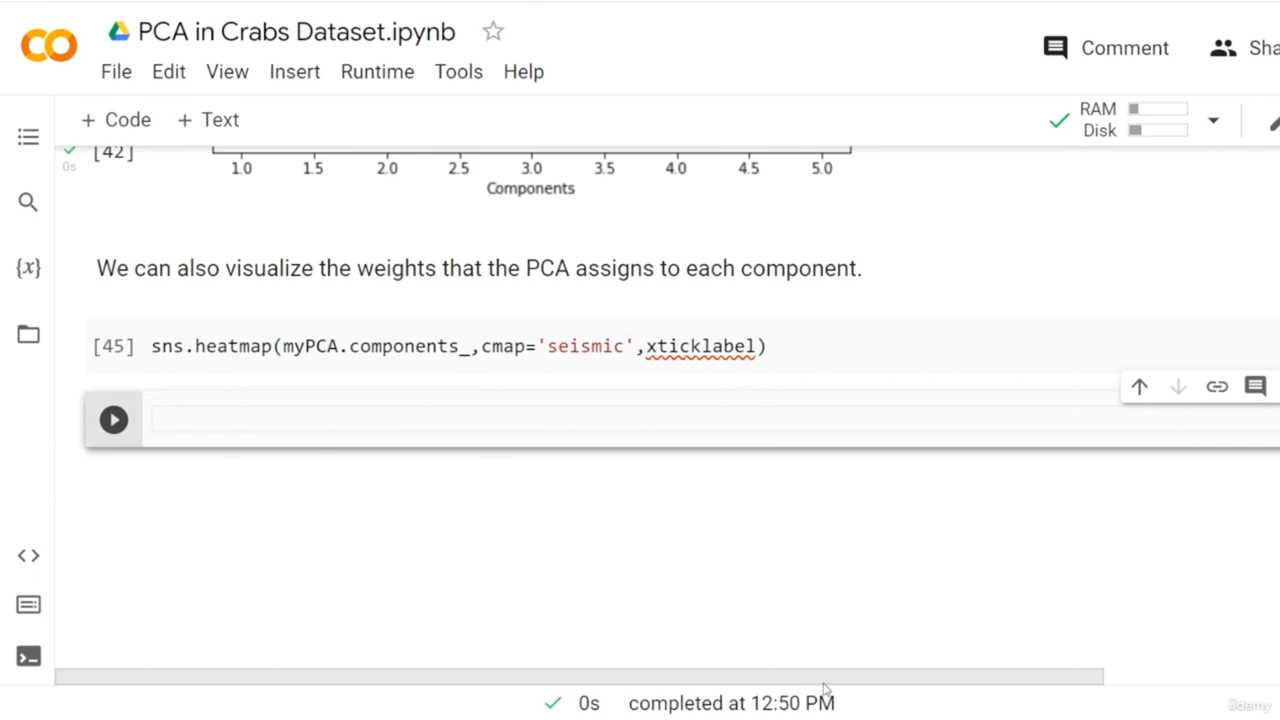 PCA in Crabs Dataset.ipynb
File Edit View Insert Runtime Tools Help
Comment
Sha
+ Code + Text
RAM
Disk
[42]
0s
1.0 1.5 2.0 2.5 3.0 3.5 4.0 4.5 5.0
Components
{x}
We can also visualize the weights that the PCA assigns to each component.
[45] sns.heatmap(myPCA.components_,cmap='seismic',xticklabel)
0s completed at 12:50 PM
ûdemy